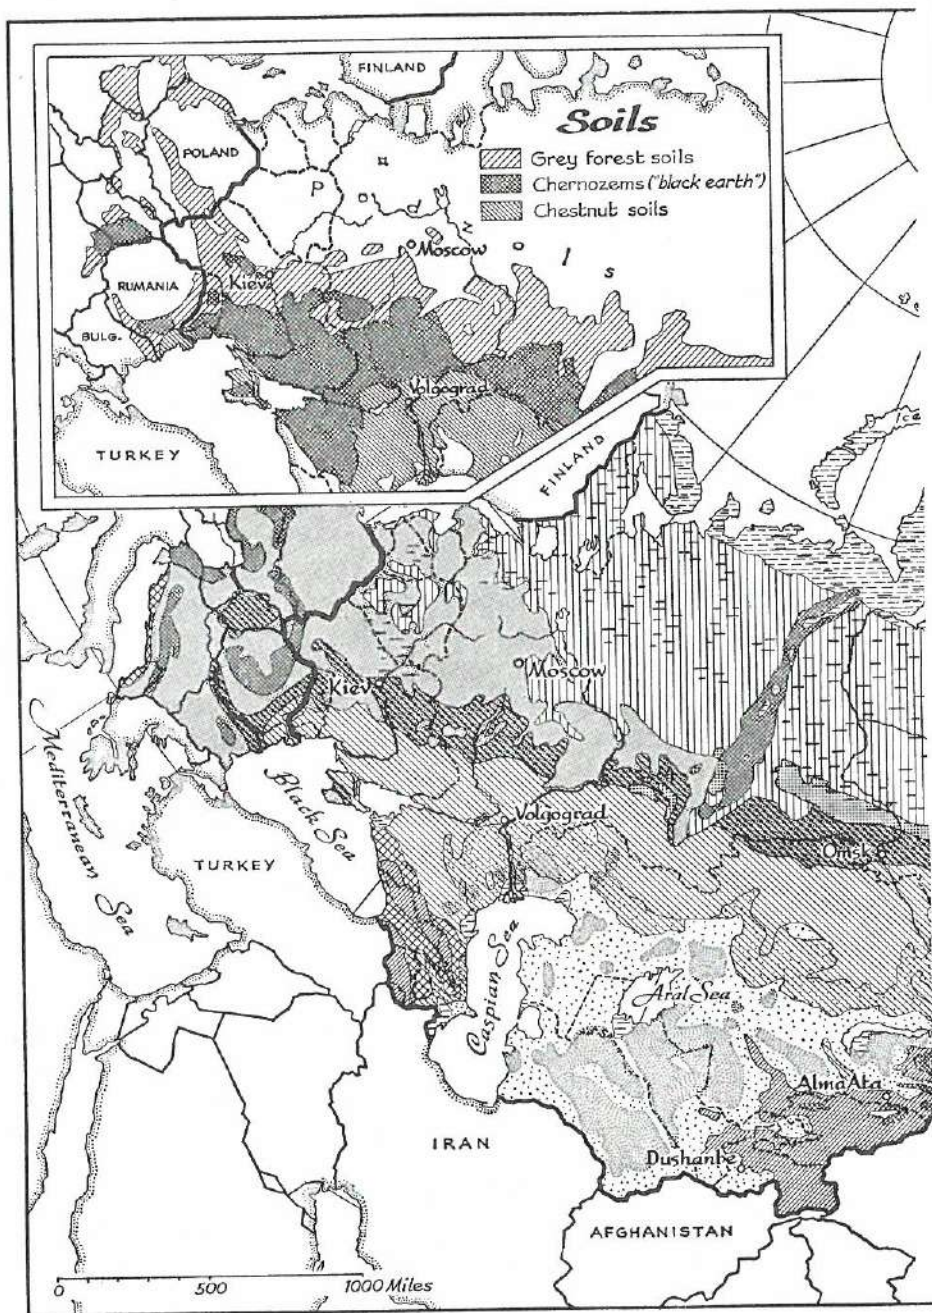 FINLAND
Soils
Grey forest soils
Chernozems ("black earth")
Chestnut soils
POLAND
P o d z o l s
Moscow
Kiev
RUMANIA
BULG.
Volgograd
TURKEY
FINLAND
Ice
Moscow
Kiev
Mediterranean Sea
Black Sea
Volgograd
TURKEY
Omsk
Caspian Sea
Aral Sea
Alma Ata
IRAN
Dushanbe
AFGHANISTAN
0 500 1000 Miles